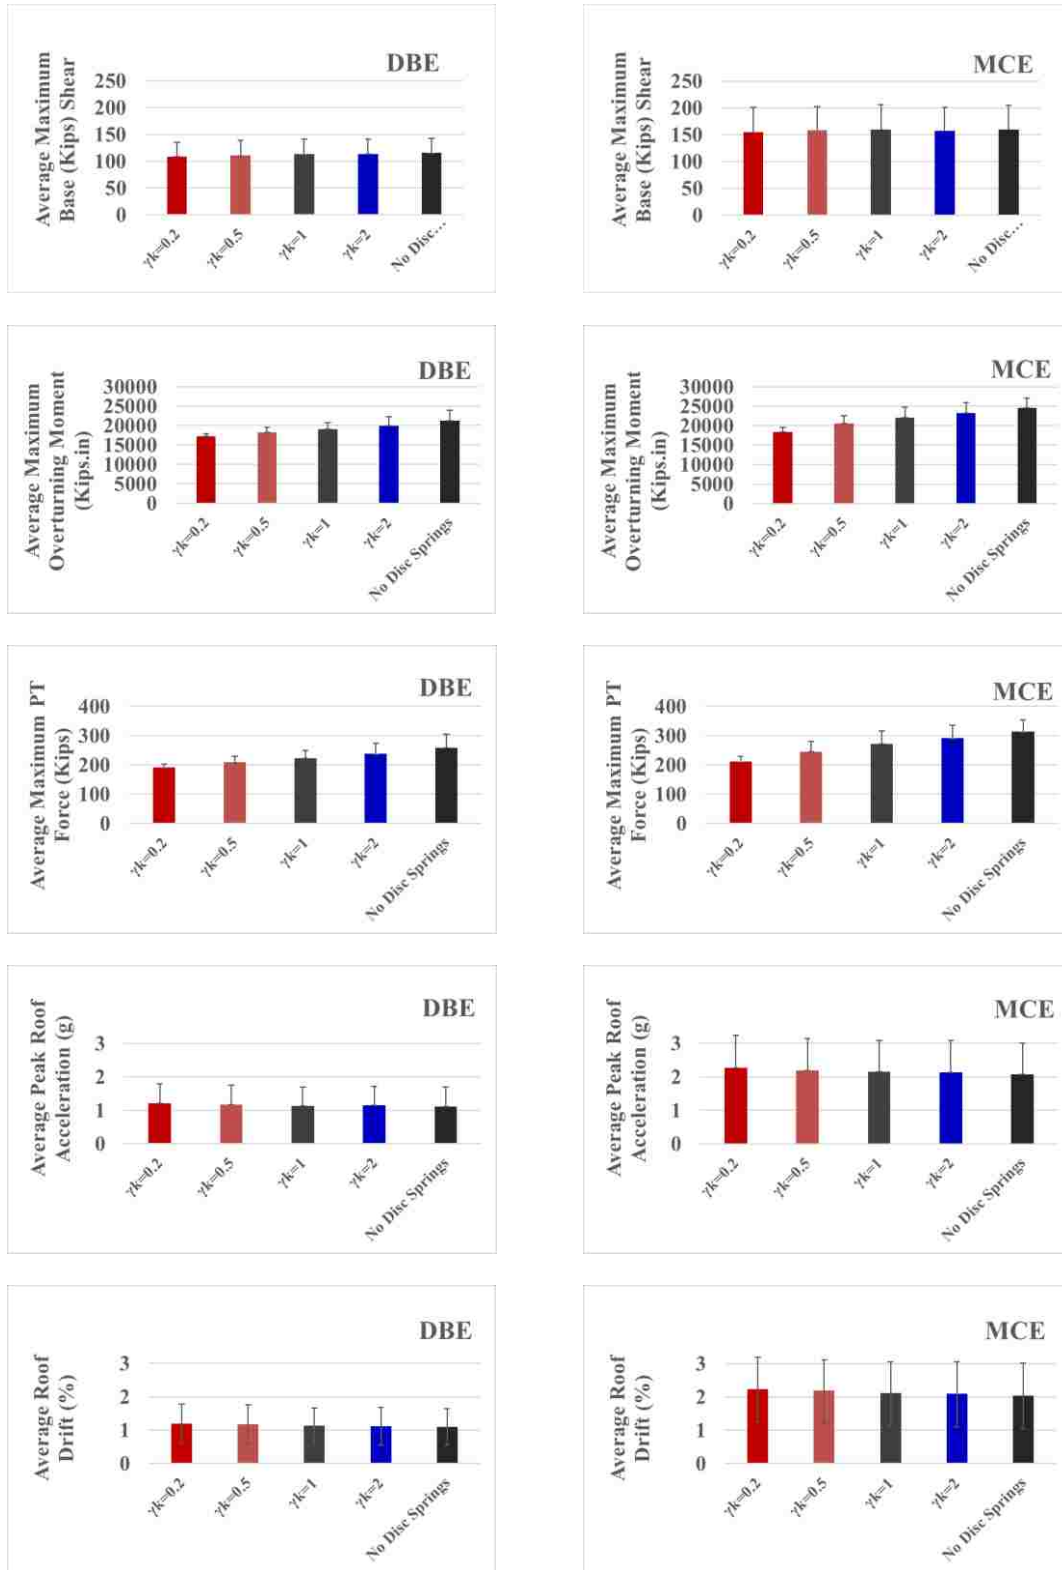 DBE
Average Maximum
Base (Kips) Shear
250
200
150
100
50
0
γk=0.2
γk=0.5
γk=1
γk=2
No Disc…
MCE
Average Maximum
Base (Kips) Shear
250
200
150
100
50
0
γk=0.2
γk=0.5
γk=1
γk=2
No Disc…
DBE
Average Maximum
Overturning Moment
(Kips.in)
30000
25000
20000
15000
10000
5000
0
γk=0.2
γk=0.5
γk=1
γk=2
No Disc Springs
MCE
Average Maximum
Overturning Moment
(Kips.in)
30000
25000
20000
15000
10000
5000
0
γk=0.2
γk=0.5
γk=1
γk=2
No Disc Springs
DBE
Average Maximum PT
Force (Kips)
400
300
200
100
0
γk=0.2
γk=0.5
γk=1
γk=2
No Disc Springs
MCE
Average Maximum PT
Force (Kips)
400
300
200
100
0
γk=0.2
γk=0.5
γk=1
γk=2
No Disc Springs
DBE
Average Peak Roof
Acceleration (g)
3
2
1
0
γk=0.2
γk=0.5
γk=1
γk=2
No Disc Springs
MCE
Average Peak Roof
Acceleration (g)
3
2
1
0
γk=0.2
γk=0.5
γk=1
γk=2
No Disc Springs
DBE
Average Roof
Drift (%)
3
2
1
0
γk=0.2
γk=0.5
γk=1
γk=2
No Disc Springs
MCE
Average Roof
Drift (%)
3
2
1
0
γk=0.2
γk=0.5
γk=1
γk=2
No Disc Springs